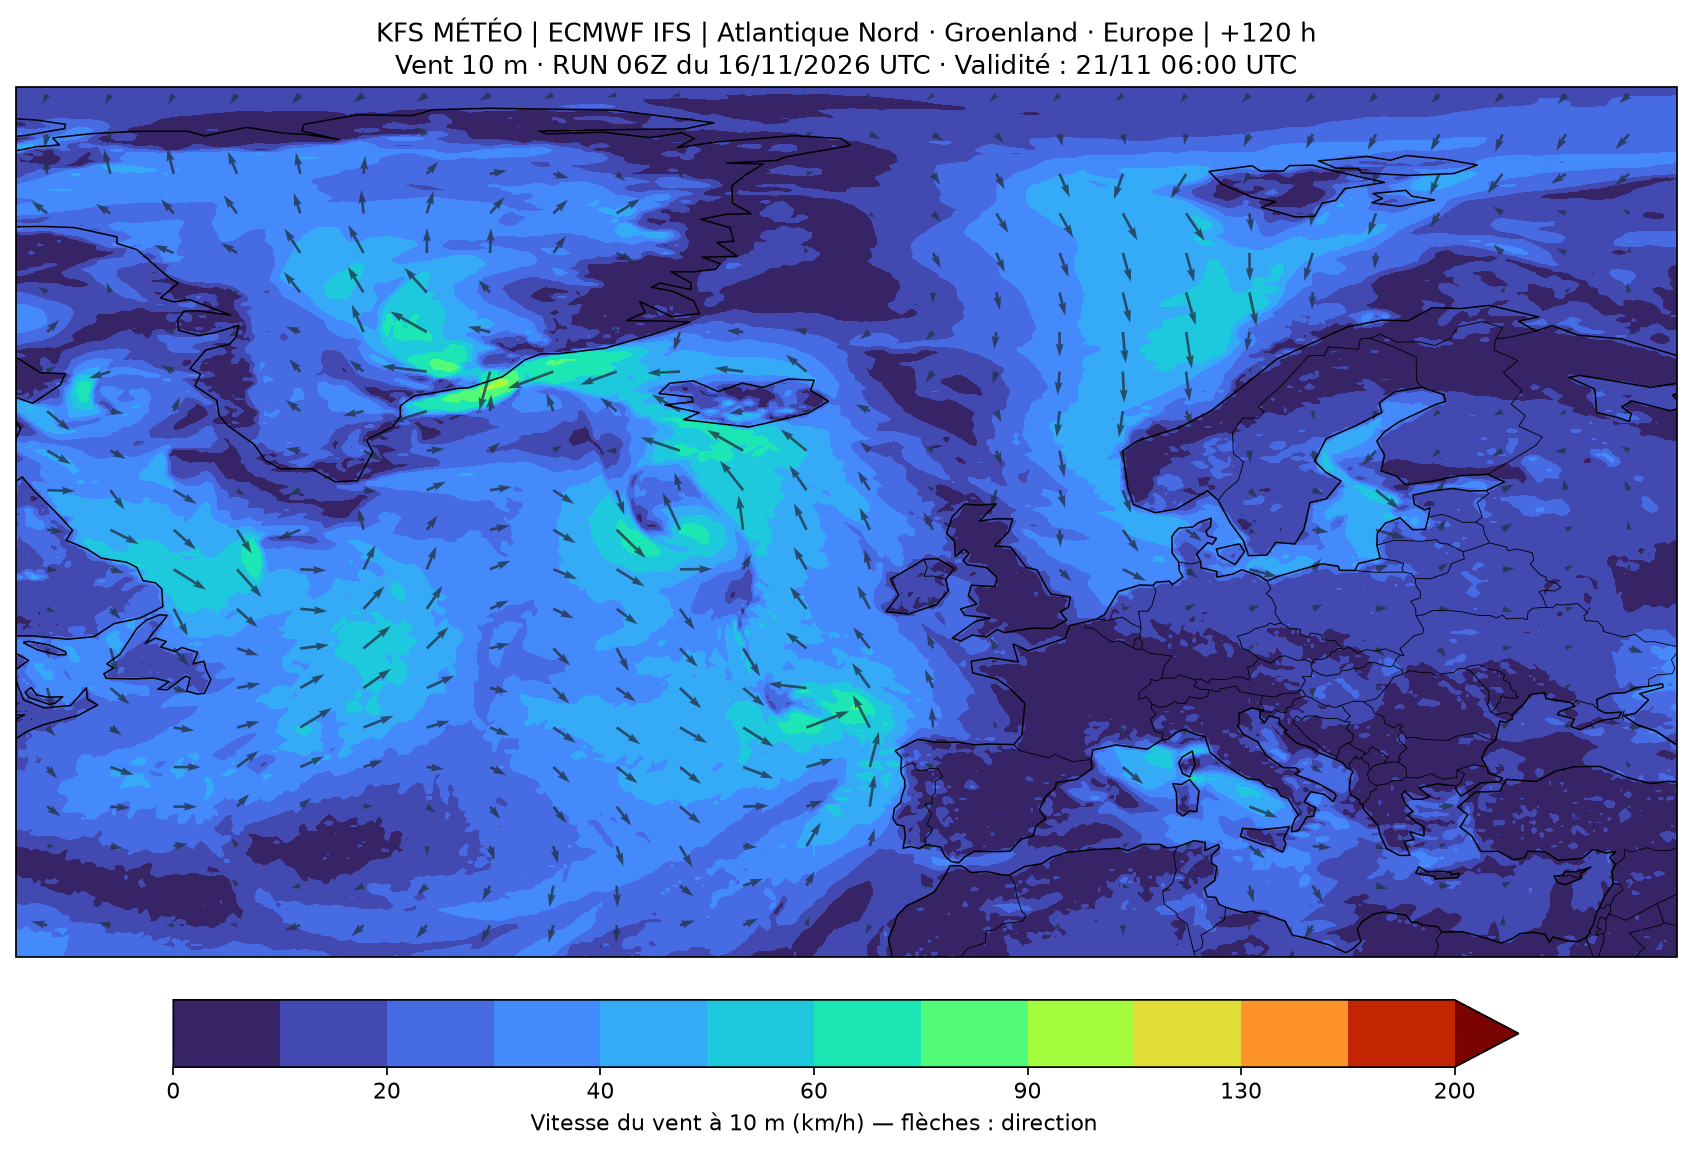 KFS MÉTÉO | ECMWF IFS | Atlantique Nord · Groenland · Europe | +120 h
Vent 10 m · RUN 06Z du 16/11/2026 UTC · Validité : 21/11 06:00 UTC
0 20 40 60 90 130 200
Vitesse du vent à 10 m (km/h) — flèches : direction